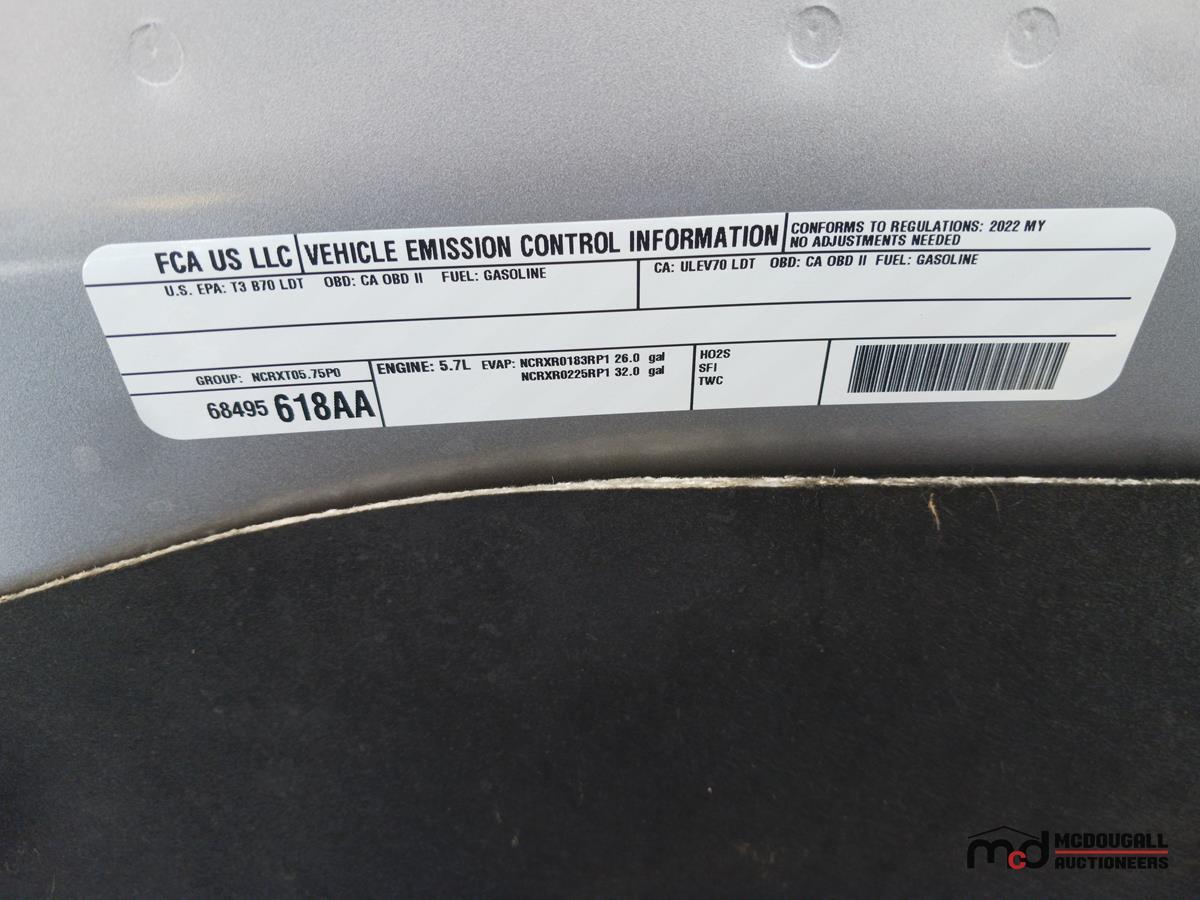 FCA US LLC VEHICLE EMISSION CONTROL INFORMATION
CONFORMS TO REGULATIONS: 2022 MY
NO ADJUSTMENTS NEEDED
U.S. EPA: T3 B70 LDT OBD: CA OBD II FUEL: GASOLINE
CA: ULEV70 LDT OBD: CA OBD II FUEL: GASOLINE
GROUP: NCRXT05.75P0
68495 618AA
ENGINE: 5.7L EVAP: NCRXR0183RP1 26.0 gal
NCRXR0225RP1 32.0 gal
HO2S
SFI
TWC
mcd MCDOUGALL
AUCTIONEERS